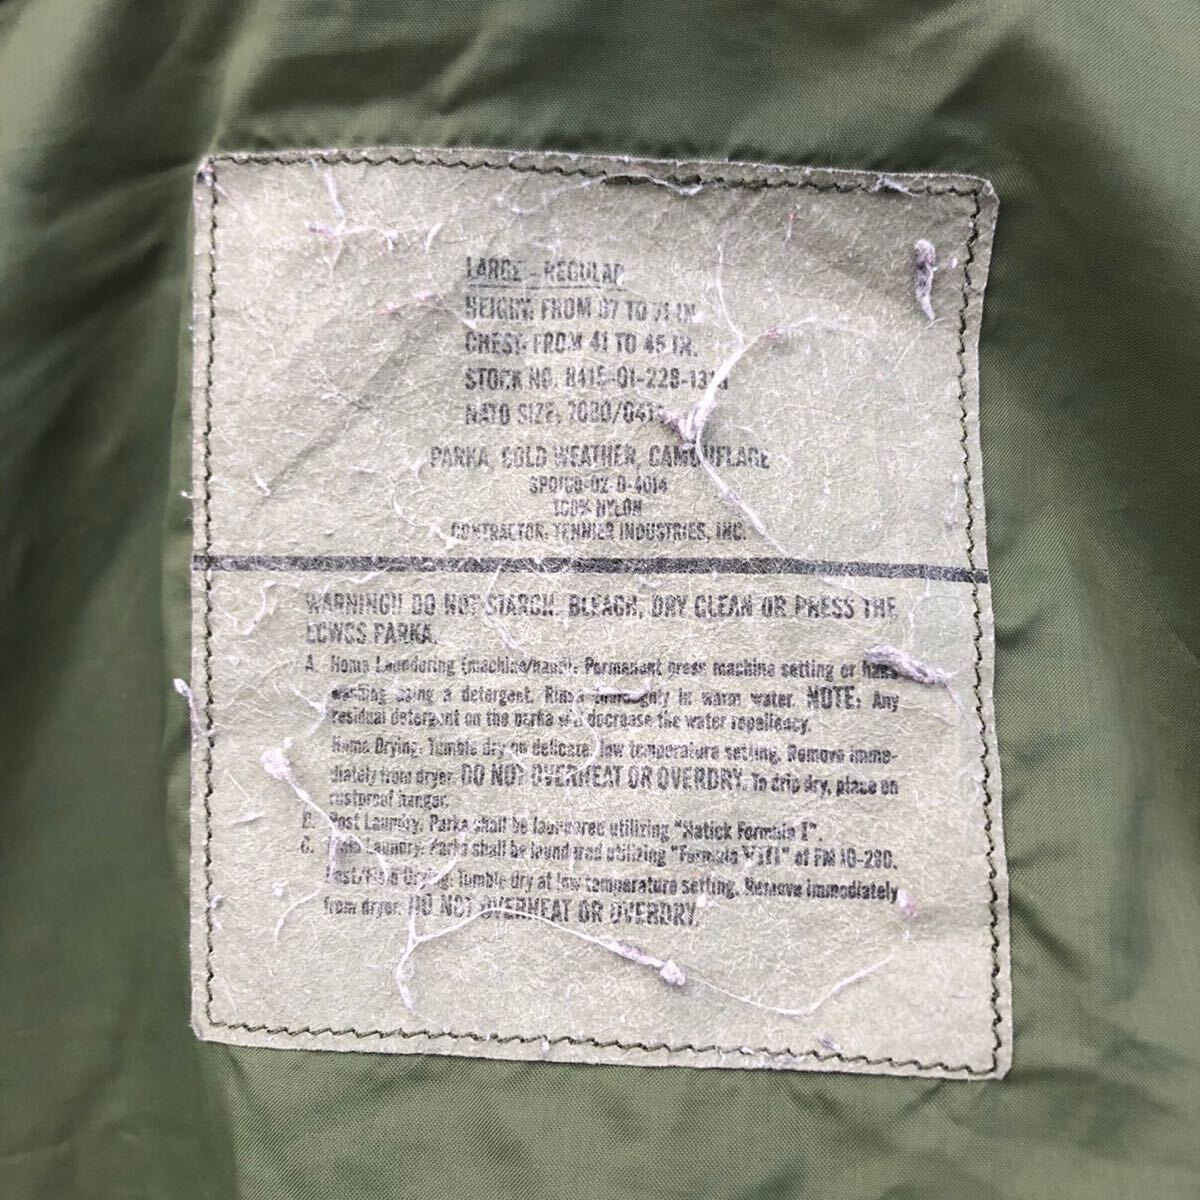 LARGE - REGULAR
HEIGHT: FROM 67 TO 71 IN.
CHEST: FROM 41 TO 45 IN.
STOCK NO. 8415-01-228-
NATO SIZE:
PARKA, COLD WEATHER, CAMOUFLAGE
100% NYLON
CONTRACTOR: TENNIER INDUSTRIES, INC.
WARNING!! DO NOT STARCH, BLEACH, DRY CLEAN OR PRESS THE
ECWCS PARKA.
A. Home Laundering (machine/hand): Permanent press machine setting or hand
washing using a detergent. Rinse thoroughly in warm water. NOTE: Any
residual detergent on the parka will decrease the water repellency.
Home Drying: Tumble dry on delicate, low temperature setting. Remove imme-
diately from dryer. DO NOT OVERHEAT OR OVERDRY. To drip dry, place on
rustproof hanger.
B. Post Laundry: Parka shall be laundered utilizing "Natick Formula I".
C. Field Laundry: Parka shall be laundered utilizing "Formula VIII" of FM 10-280.
Post/Field Drying: Tumble dry at low temperature setting. Remove immediately
from dryer. DO NOT OVERHEAT OR OVERDRY.